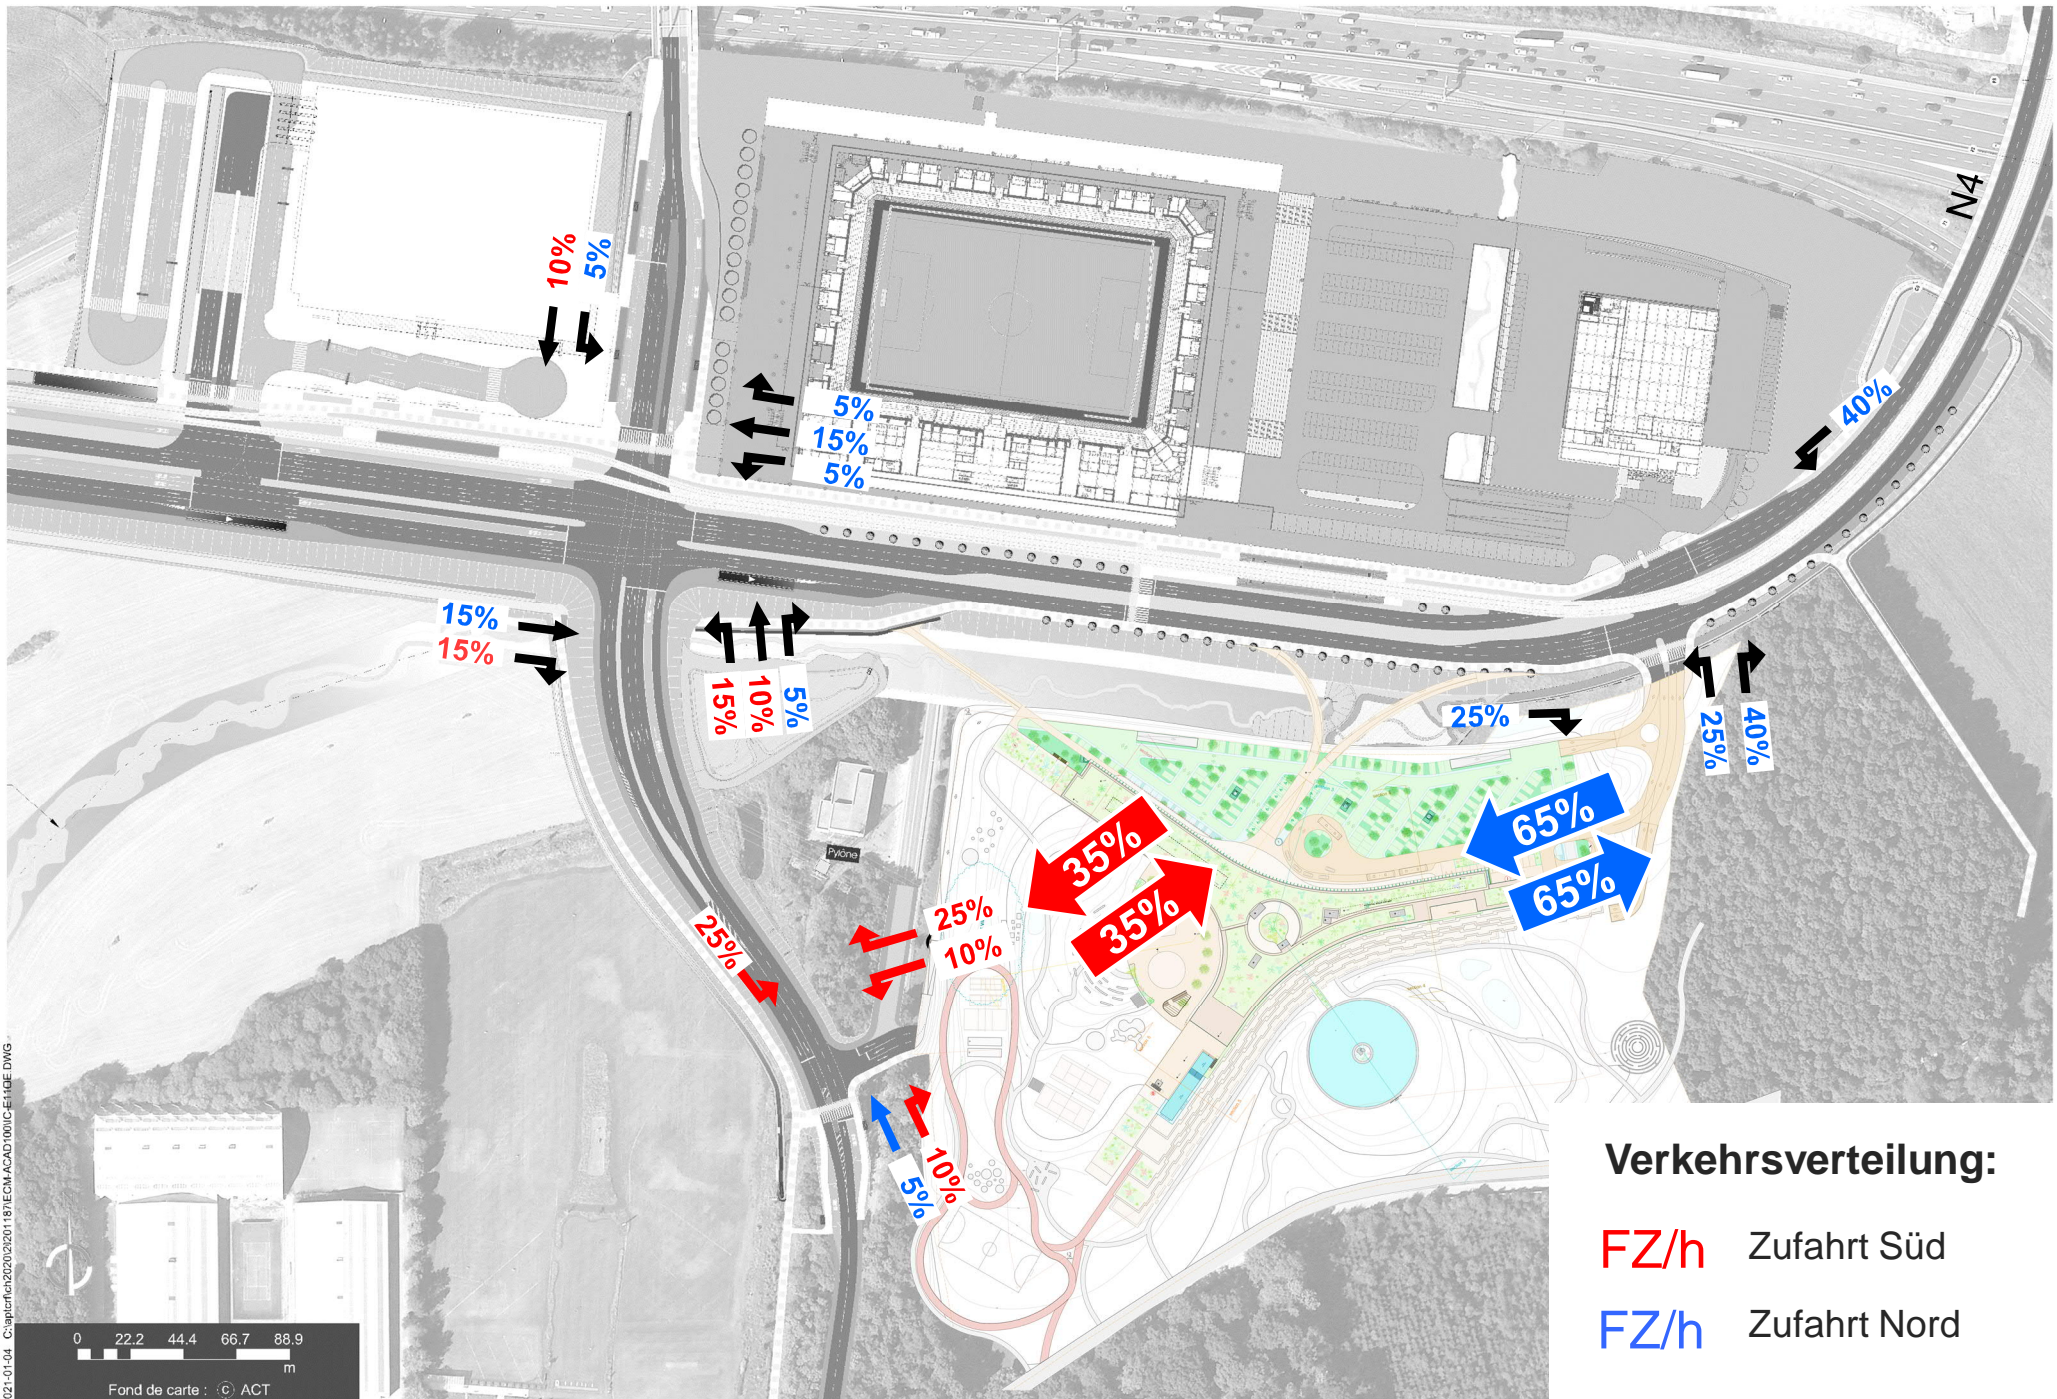 N4
10%
5%
40%
5%
15%
5%
15%
15%
15%
10%
5%
25%
25%
40%
65%
65%
35%
35%
Pylône
25%
25%
10%
10%
5%
Verkehrsverteilung:
FZ/h Zufahrt Süd
FZ/h Zufahrt Nord
0 22.2 44.4 66.7 88.9
m
Fond de carte : © ACT